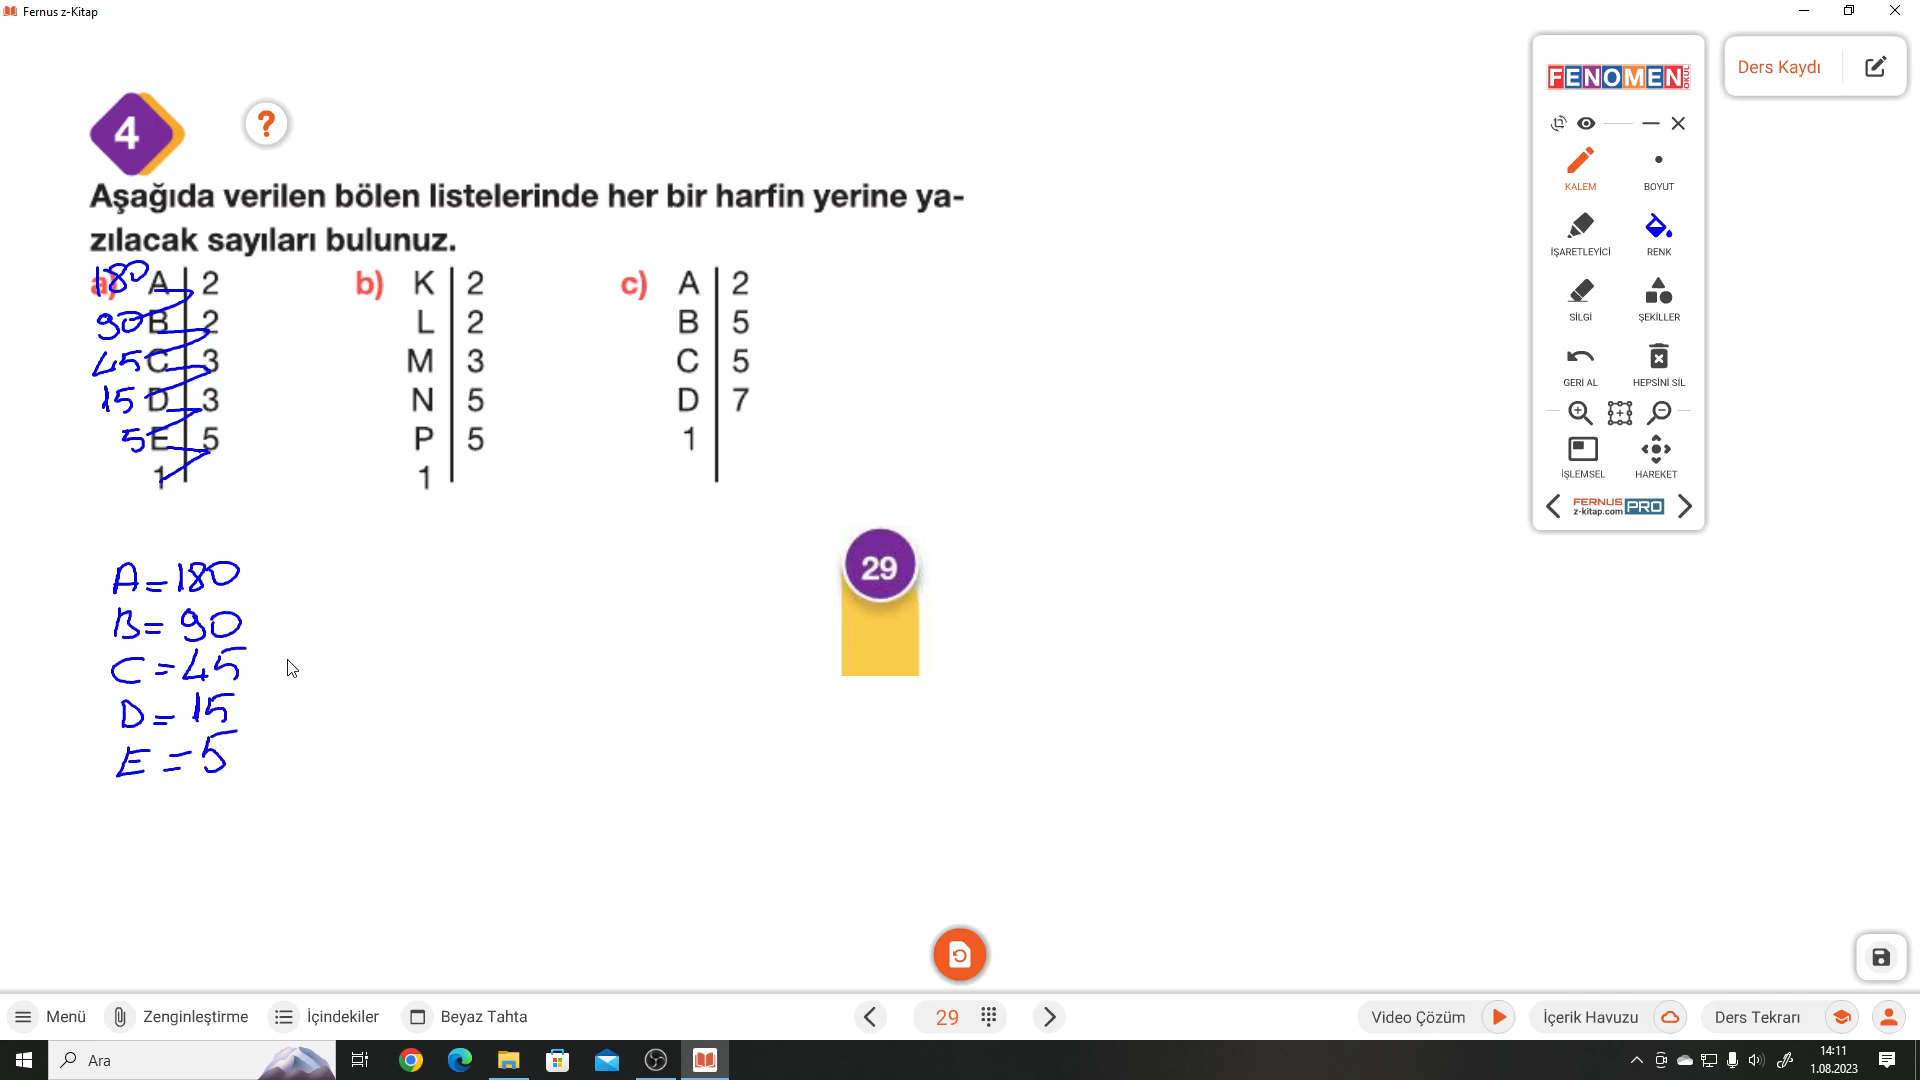 Fernus z-Kitap
4
?
Aşağıda verilen bölen listelerinde her bir harfin yerine ya-
zılacak sayıları bulunuz.
a) A 2
B 2
C 3
D 3
E 5
1
180
90
45
15
5
b) K 2
L 2
M 3
N 5
P 5
1
c) A 2
B 5
C 5
D 7
1
A = 180
B = 90
C = 45
D = 15
E = 5
29
FENOMEN OKUL
KALEM BOYUT
İŞARETLEYİCİ RENK
SİLGİ ŞEKİLLER
GERİ AL HEPSİNİ SİL
İŞLEMSEL HAREKET
FERNUS z-kitap.com PRO
Ders Kaydı
Menü Zenginleştirme İçindekiler Beyaz Tahta 29 Video Çözüm İçerik Havuzu Ders Tekrarı
Ara
14:11
1.08.2023